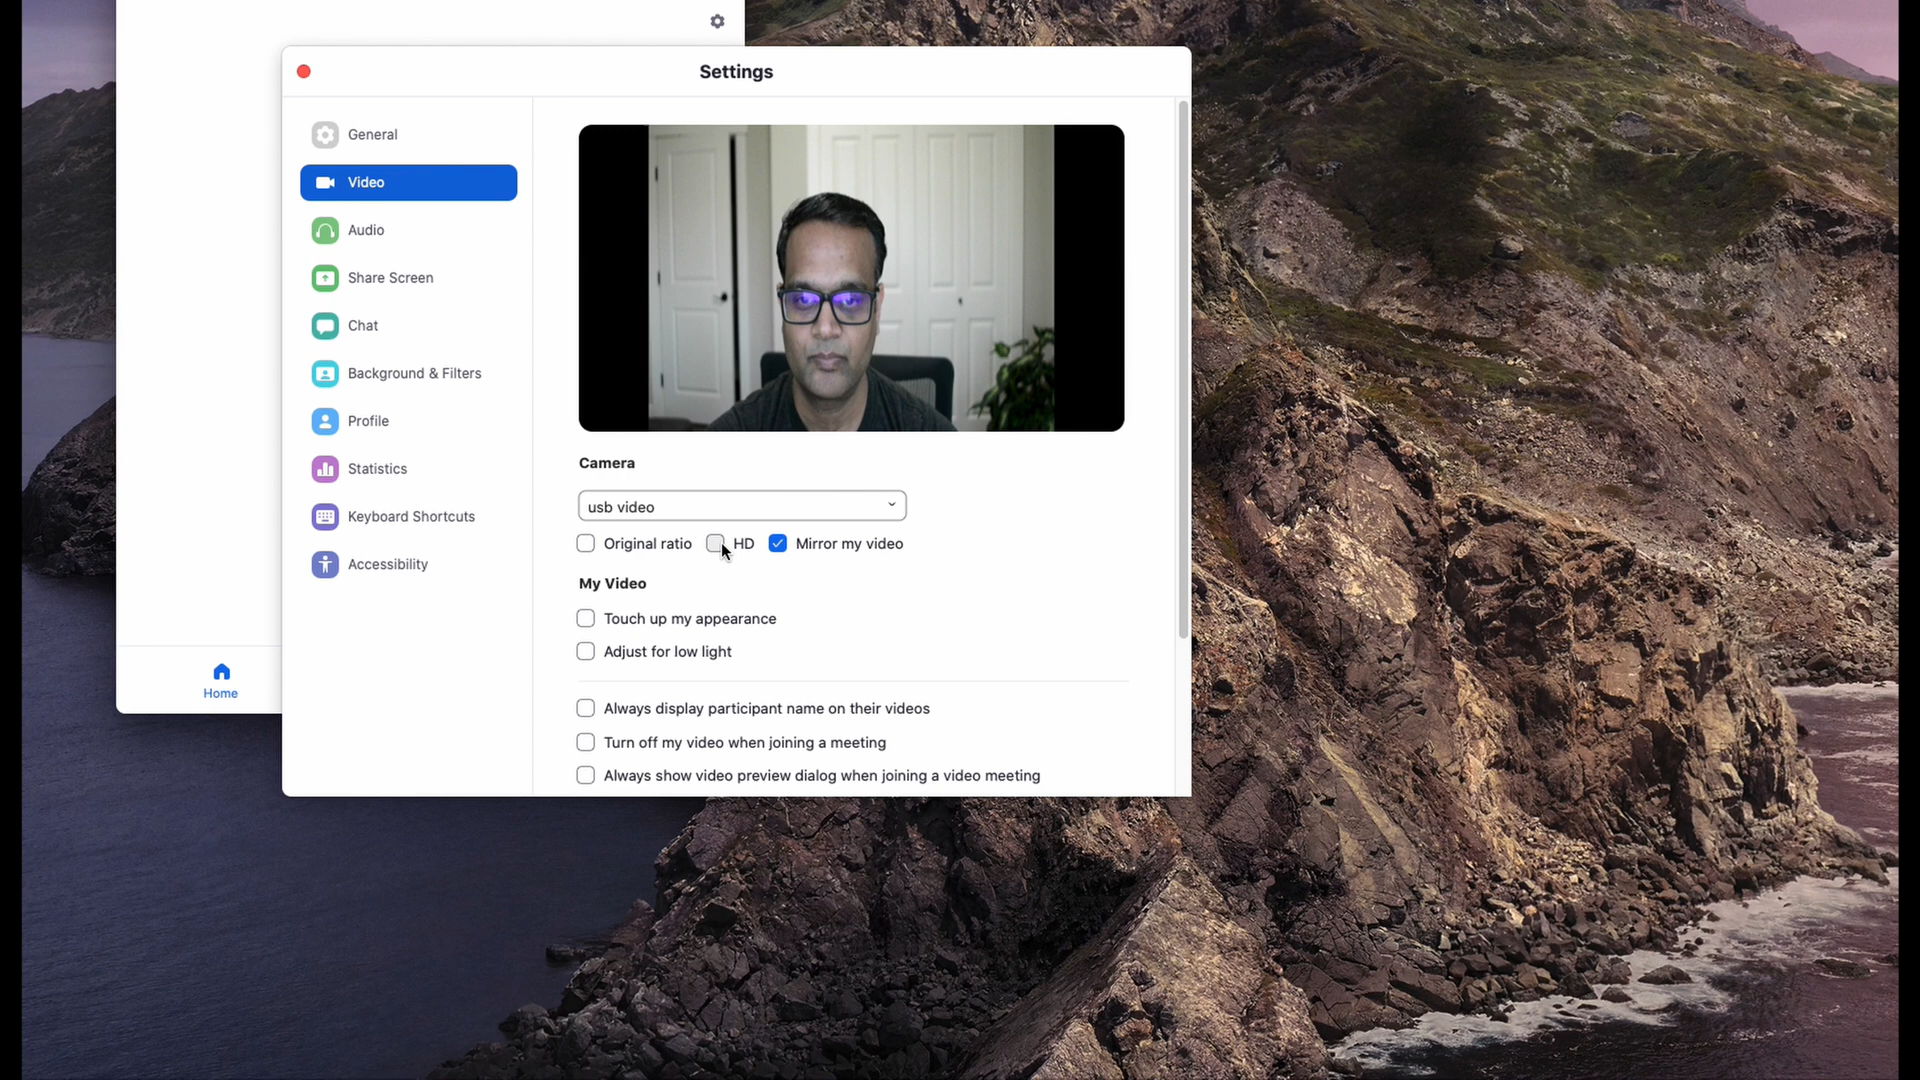 Settings
General
Video
Audio
Share Screen
Chat
Background & Filters
Profile
Statistics
Keyboard Shortcuts
Accessibility
Home
Camera
usb video
Original ratio HD Mirror my video
My Video
Touch up my appearance
Adjust for low light
Always display participant name on their videos
Turn off my video when joining a meeting
Always show video preview dialog when joining a video meeting